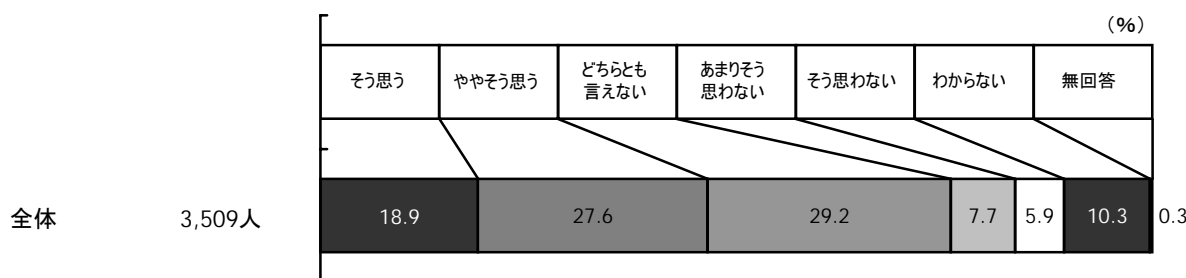 （%）
そう思う
ややそう思う
どちらとも
言えない
あまりそう
思わない
そう思わない
わからない
無回答
全体 3,509人 18.9 27.6 29.2 7.7 5.9 10.3 0.3